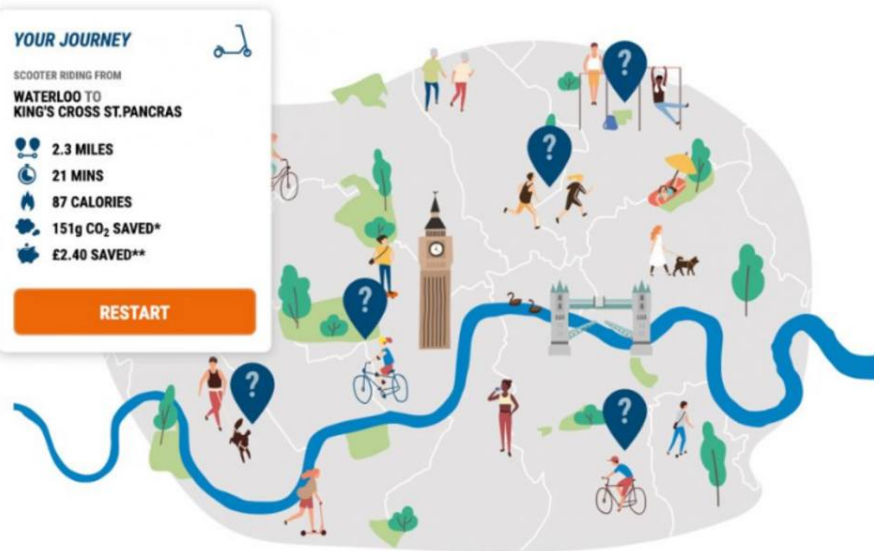 YOUR JOURNEY
SCOOTER RIDING FROM
WATERLOO TO
KING'S CROSS ST.PANCRAS
2.3 MILES
21 MINS
87 CALORIES
151g CO₂ SAVED*
£2.40 SAVED**
RESTART
?
?
?
?
?